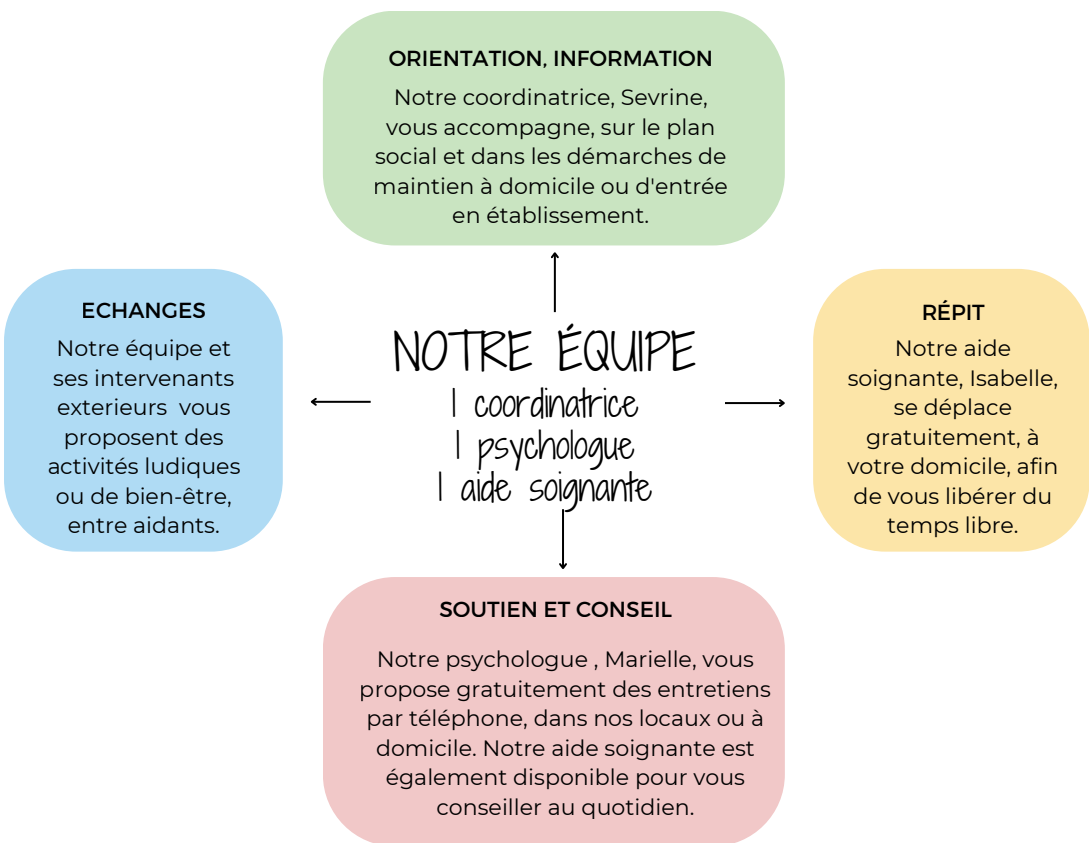 ORIENTATION, INFORMATION
Notre coordinatrice, Sevrine,
vous accompagne, sur le plan
social et dans les démarches de
maintien à domicile ou d'entrée
en établissement.
ECHANGES
Notre équipe et
ses intervenants
exterieurs vous
proposent des
activités ludiques
ou de bien-être,
entre aidants.
NOTRE ÉQUIPE
1 coordinatrice
1 psychologue
1 aide soignante
RÉPIT
Notre aide
soignante, Isabelle,
se déplace
gratuitement, à
votre domicile, afin
de vous libérer du
temps libre.
SOUTIEN ET CONSEIL
Notre psychologue , Marielle, vous
propose gratuitement des entretiens
par téléphone, dans nos locaux ou à
domicile. Notre aide soignante est
également disponible pour vous
conseiller au quotidien.